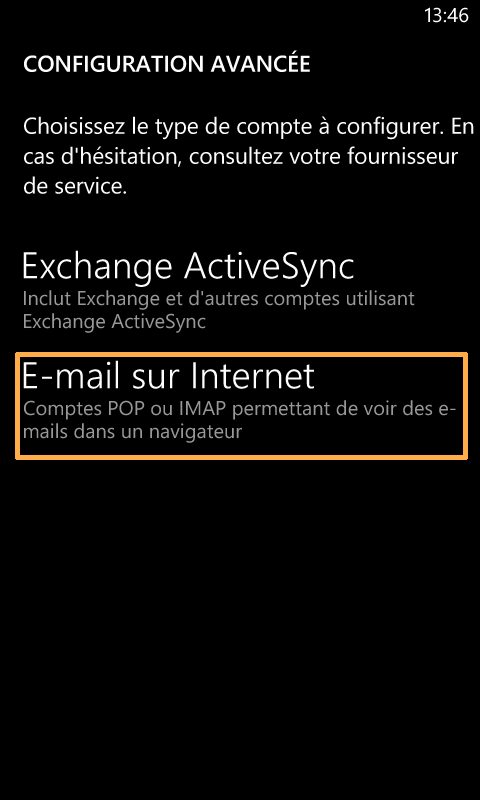 13:46
CONFIGURATION AVANCÉE
Choisissez le type de compte à configurer. En
cas d'hésitation, consultez votre fournisseur
de service.
Exchange ActiveSync
Inclut Exchange et d'autres comptes utilisant
Exchange ActiveSync
E-mail sur Internet
Comptes POP ou IMAP permettant de voir des e-
mails dans un navigateur